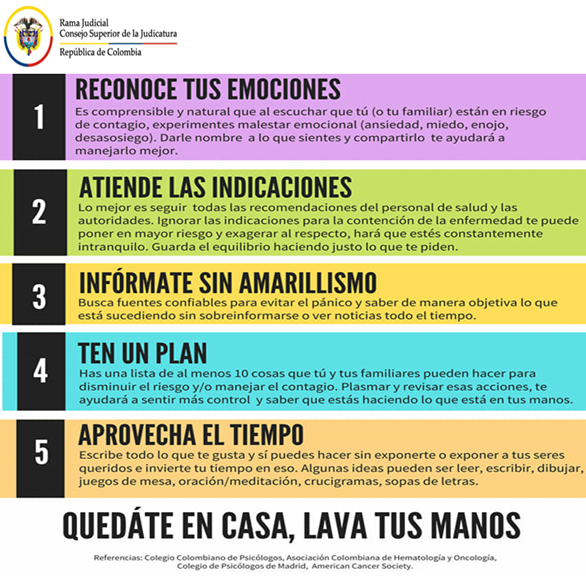 Rama Judicial
Consejo Superior de la Judicatura
República de Colombia
1
RECONOCE TUS EMOCIONES
Es comprensible y natural que al escuchar que tú (o tu familiar) están en riesgo
de contagio, experimentes malestar emocional (ansiedad, miedo, enojo,
desasosiego). Darle nombre a lo que sientes y compartirlo te ayudará a
manejarlo mejor.
2
ATIENDE LAS INDICACIONES
Lo mejor es seguir todas las recomendaciones del personal de salud y las
autoridades. Ignorar las indicaciones para la contención de la enfermedad te puede
poner en mayor riesgo y exagerar al respecto, hará que estés constantemente
intranquilo. Guarda el equilibrio haciendo justo lo que te piden.
3
INFÓRMATE SIN AMARILLISMO
Busca fuentes confiables para evitar el pánico y saber de manera objetiva lo que
está sucediendo sin sobreinformarse o ver noticias todo el tiempo.
4
TEN UN PLAN
Has una lista de al menos 10 cosas que tú y tus familiares pueden hacer para
disminuir el riesgo y/o manejar el contagio. Plasmar y revisar esas acciones, te
ayudará a sentir más control y saber que estás haciendo lo que está en tus manos.
5
APROVECHA EL TIEMPO
Escribe todo lo que te gusta y sí puedes hacer sin exponerte o exponer a tus seres
queridos e invierte tu tiempo en eso. Algunas ideas pueden ser leer, escribir, dibujar,
juegos de mesa, oración/meditación, crucigramas, sopas de letras.
QUEDÁTE EN CASA, LAVA TUS MANOS
Referencias: Colegio Colombiano de Psicólogos, Asociación Colombiana de Hematología y Oncología,
Colegio de Psicólogos de Madrid, American Cancer Society.